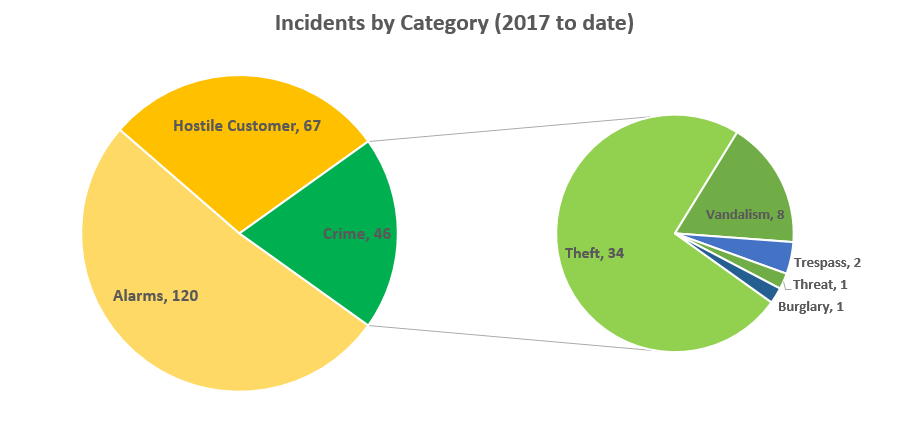 Incidents by Category (2017 to date)
Hostile Customer, 67
Crime, 46
Alarms, 120
Vandalism, 8
Theft, 34
Trespass, 2
Threat, 1
Burglary, 1